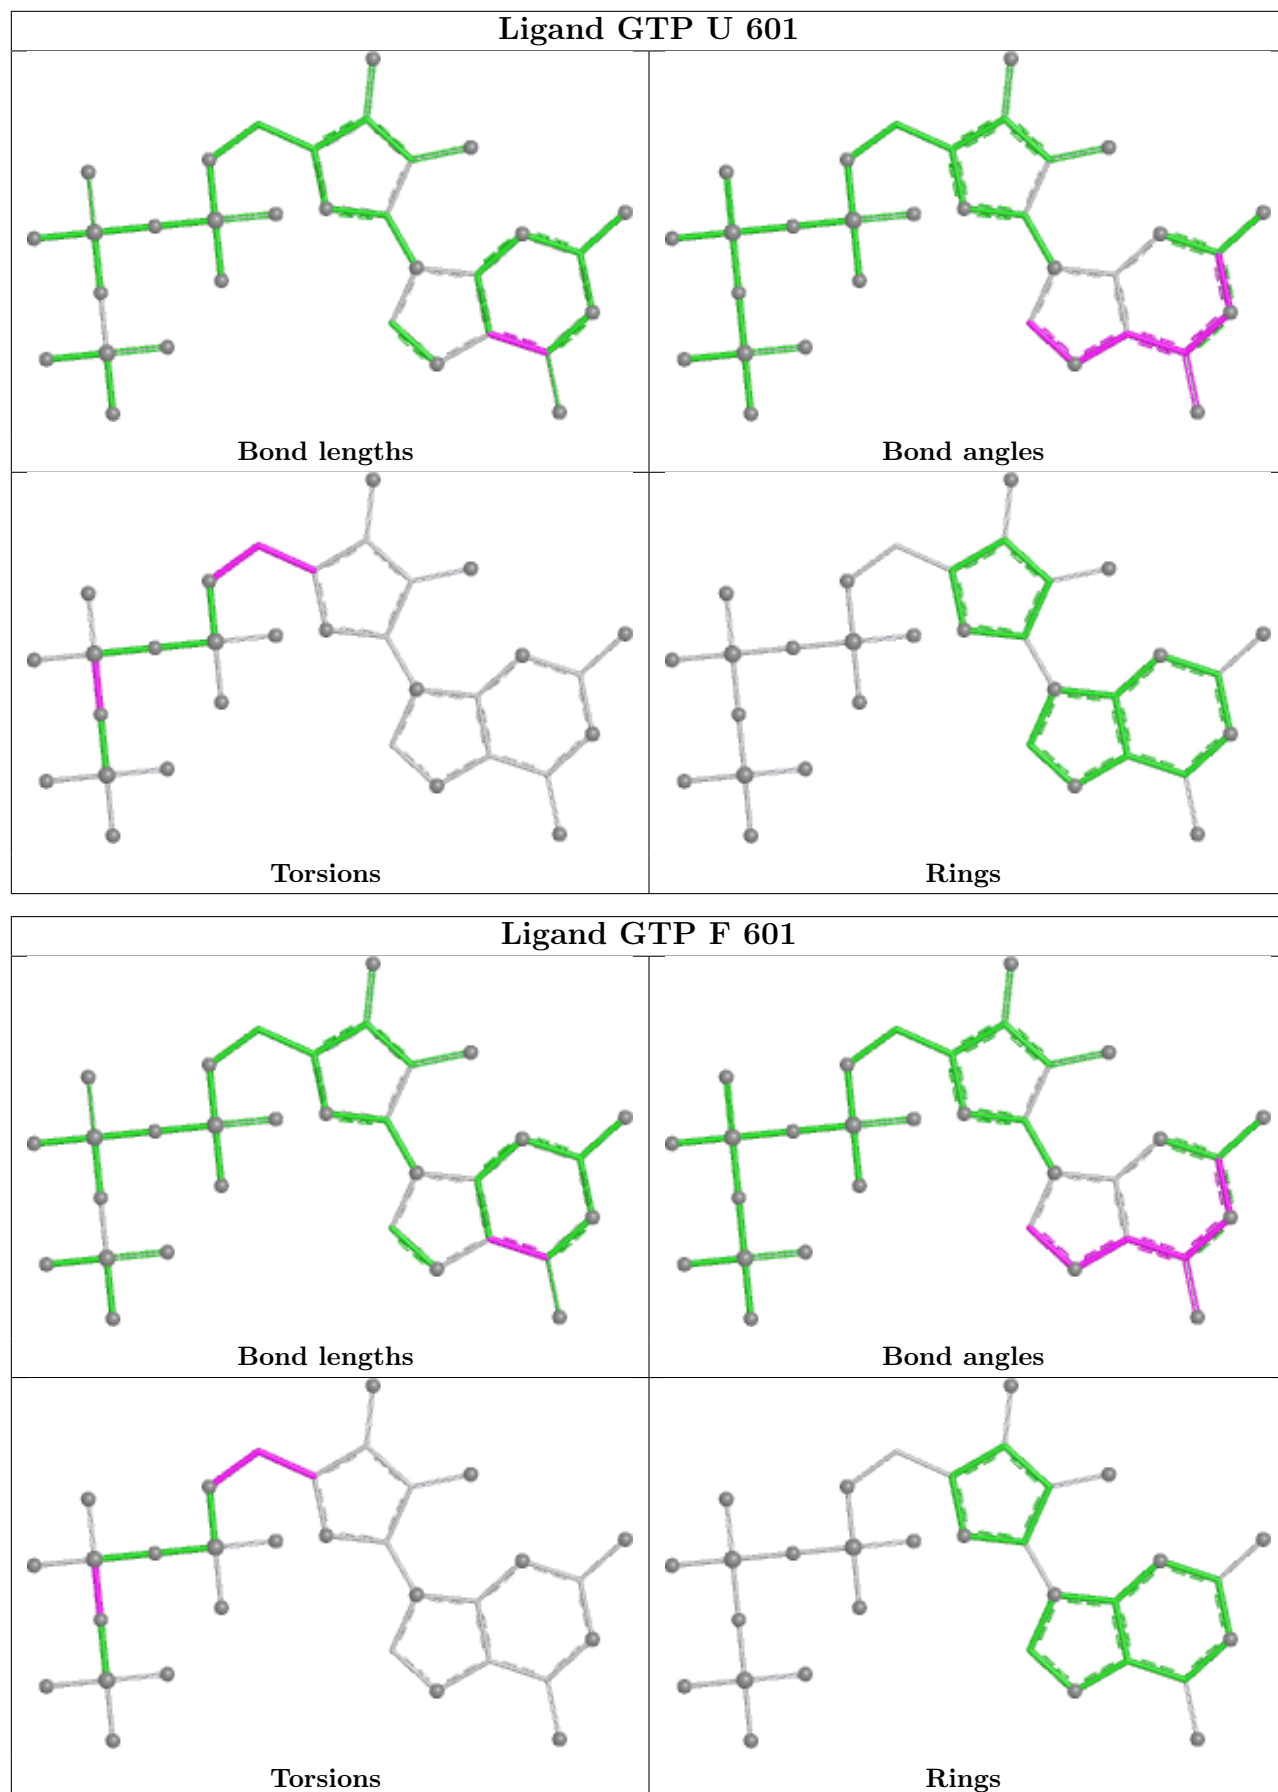 Ligand GTP U 601
Bond lengths
Bond angles
Torsions
Rings
Ligand GTP F 601
Bond lengths
Bond angles
Torsions
Rings